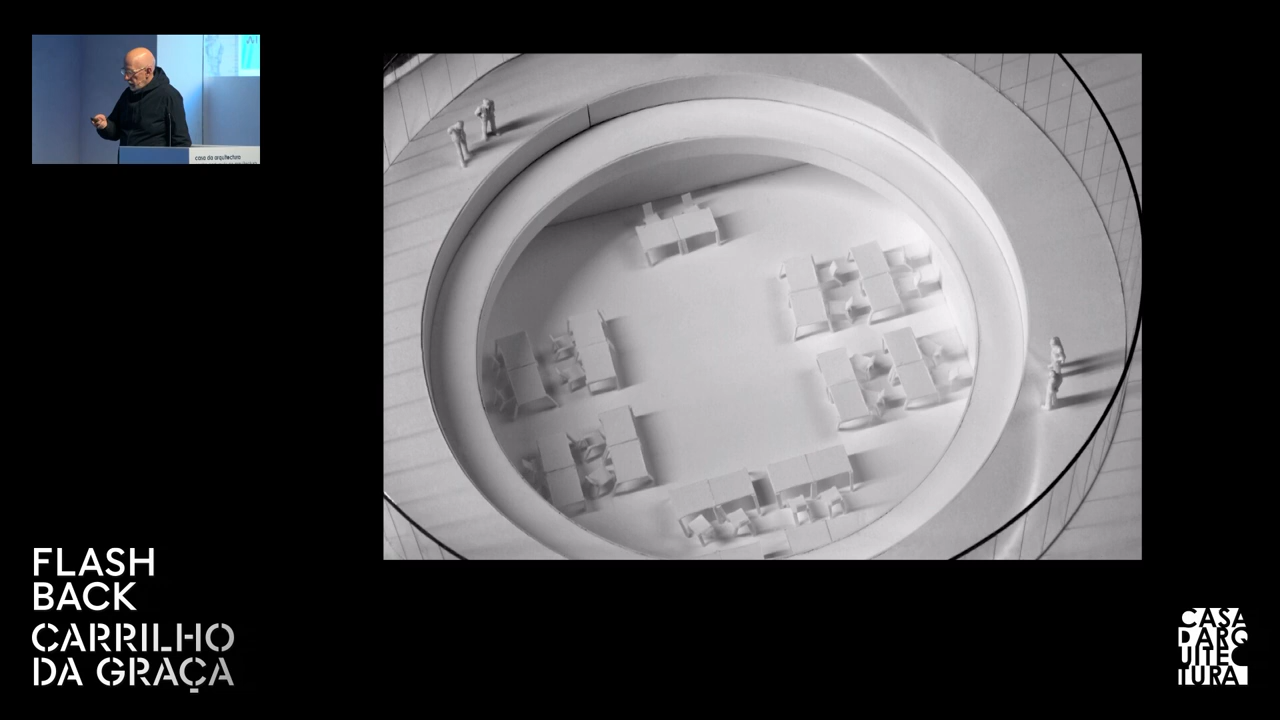 casa da arquitectura
FLASH
BACK
CARRILHO
DA GRAÇA
CASA
DARQ
UITEC
TURA